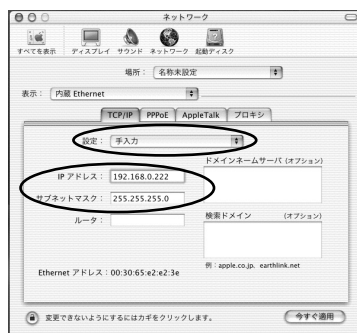 ネットワーク
すべてを表示 ディスプレイ サウンド ネットワーク 起動ディスク
場所： 名称未設定
表示： 内蔵 Ethernet
TCP/IP PPPoE AppleTalk プロキシ
設定： 手入力
ドメインネームサーバ (オプション)
IP アドレス： 192.168.0.222
サブネットマスク： 255.255.255.0
ルータ：
検索ドメイン (オプション)
例：apple.co.jp, earthlink.net
Ethernet アドレス：00:30:65:e2:e2:3e
変更できないようにするにはカギをクリックします。
今すぐ適用